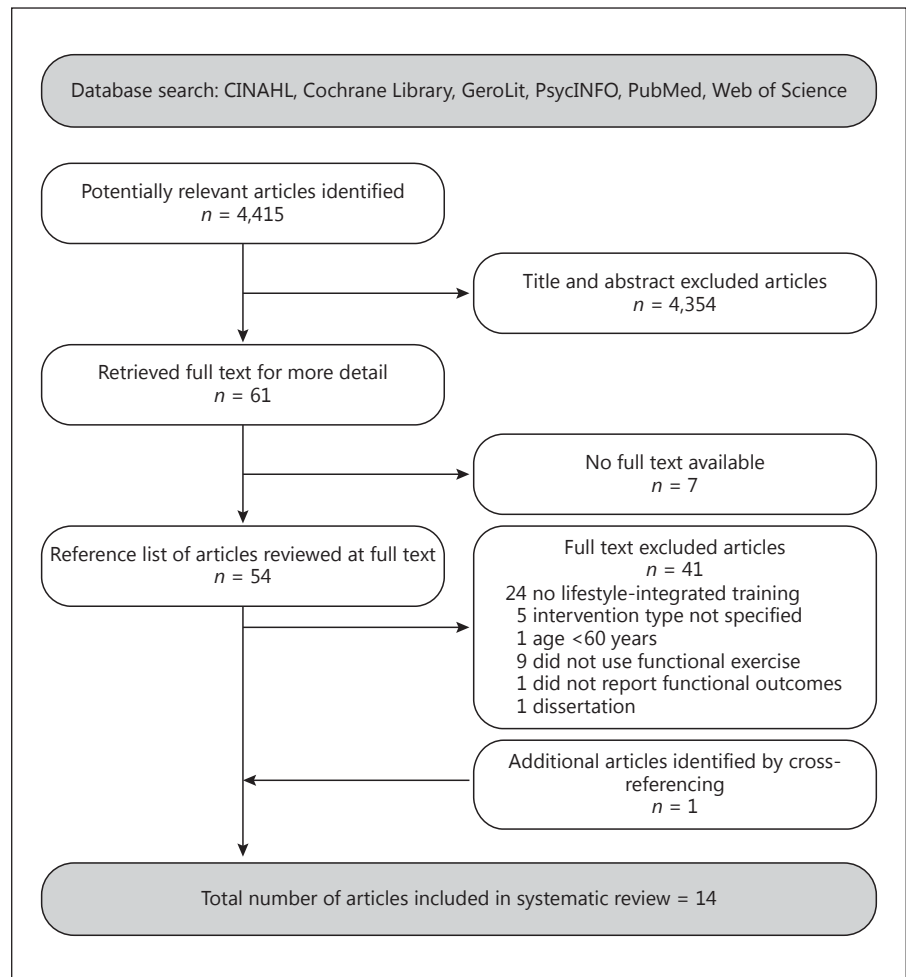 Database search: CINAHL, Cochrane Library, GeroLit, PsycINFO, PubMed, Web of Science
Potentially relevant articles identified
n = 4,415
Title and abstract excluded articles
n = 4,354
Retrieved full text for more detail
n = 61
No full text available
n = 7
Reference list of articles reviewed at full text
n = 54
Full text excluded articles
n = 41
24 no lifestyle-integrated training
5 intervention type not specified
1 age <60 years
9 did not use functional exercise
1 did not report functional outcomes
1 dissertation
Additional articles identified by cross-
referencing
n = 1
Total number of articles included in systematic review = 14